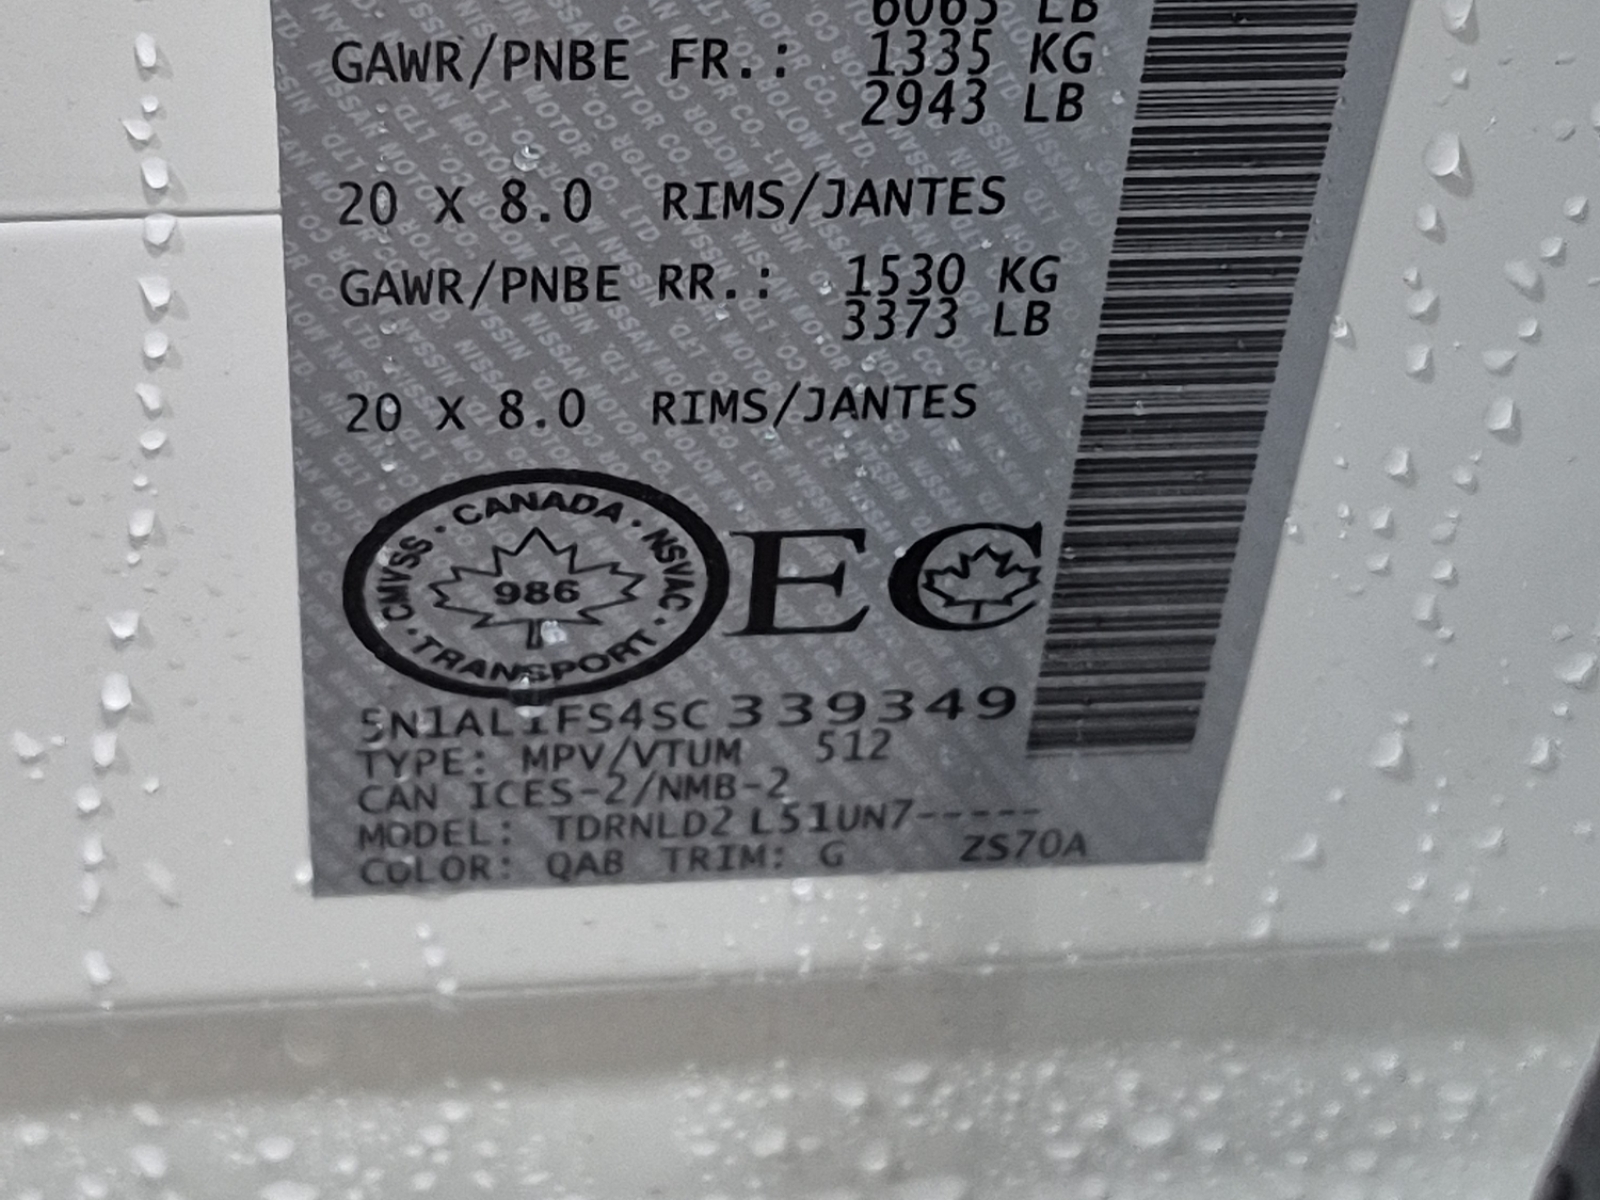 6065 LB
GAWR/PNBE FR.: 1335 KG
2943 LB
20 X 8.0 RIMS/JANTES
GAWR/PNBE RR.: 1530 KG
3373 LB
20 X 8.0 RIMS/JANTES
CANADA · NSVAC · TRANSPORT · CMVSS ·
986
EC
5N1AL1FS4SC339349
TYPE: MPV/VTUM 512
CAN ICES-2/NMB-2
MODEL: TDRNLD2 L51UN7-----
COLOR: QAB TRIM: G ZS70A